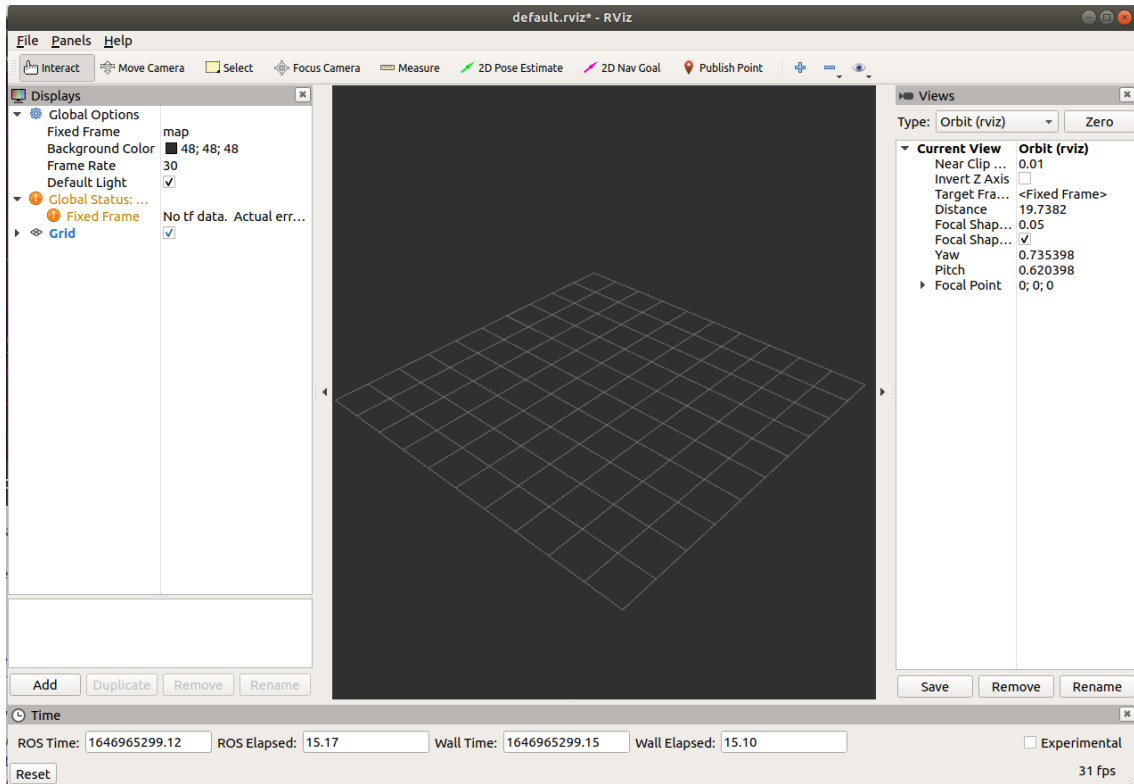 default.rviz* - RViz
File Panels Help
Interact Move Camera Select Focus Camera Measure 2D Pose Estimate 2D Nav Goal Publish Point
Displays
Global Options
Fixed Frame map
Background Color 48; 48; 48
Frame Rate 30
Default Light
Global Status: ...
Fixed Frame No tf data. Actual err...
Grid
Add Duplicate Remove Rename
Views
Type: Orbit (rviz) Zero
Current View Orbit (rviz)
Near Clip ... 0.01
Invert Z Axis
Target Fra... <Fixed Frame>
Distance 19.7382
Focal Shap... 0.05
Focal Shap...
Yaw 0.735398
Pitch 0.620398
Focal Point 0; 0; 0
Save Remove Rename
Time
ROS Time: 1646965299.12 ROS Elapsed: 15.17 Wall Time: 1646965299.15 Wall Elapsed: 15.10 Experimental
Reset 31 fps